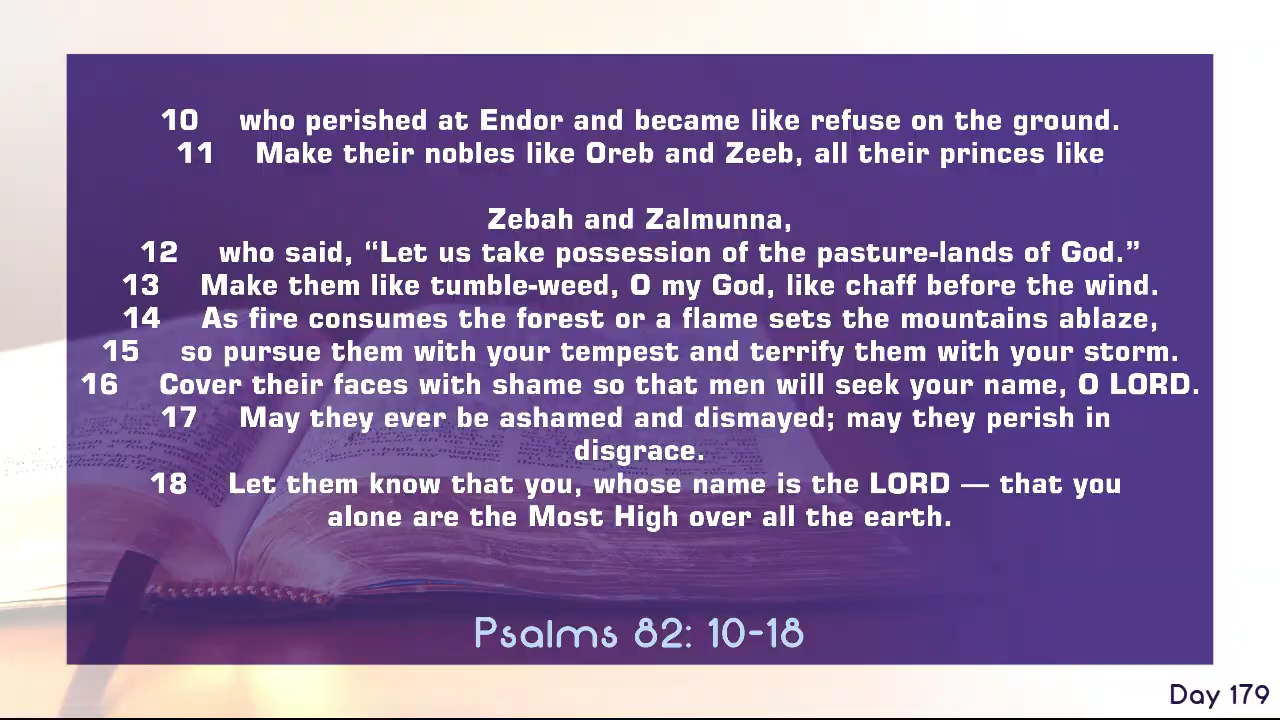 10 who perished at Endor and became like refuse on the ground.
11 Make their nobles like Oreb and Zeeb, all their princes like
Zebah and Zalmunna,
12 who said, “Let us take possession of the pasture-lands of God.”
13 Make them like tumble-weed, O my God, like chaff before the wind.
14 As fire consumes the forest or a flame sets the mountains ablaze,
15 so pursue them with your tempest and terrify them with your storm.
16 Cover their faces with shame so that men will seek your name, O LORD.
17 May they ever be ashamed and dismayed; may they perish in
disgrace.
18 Let them know that you, whose name is the LORD — that you
alone are the Most High over all the earth.
Psalms 82: 10-18
Day 179